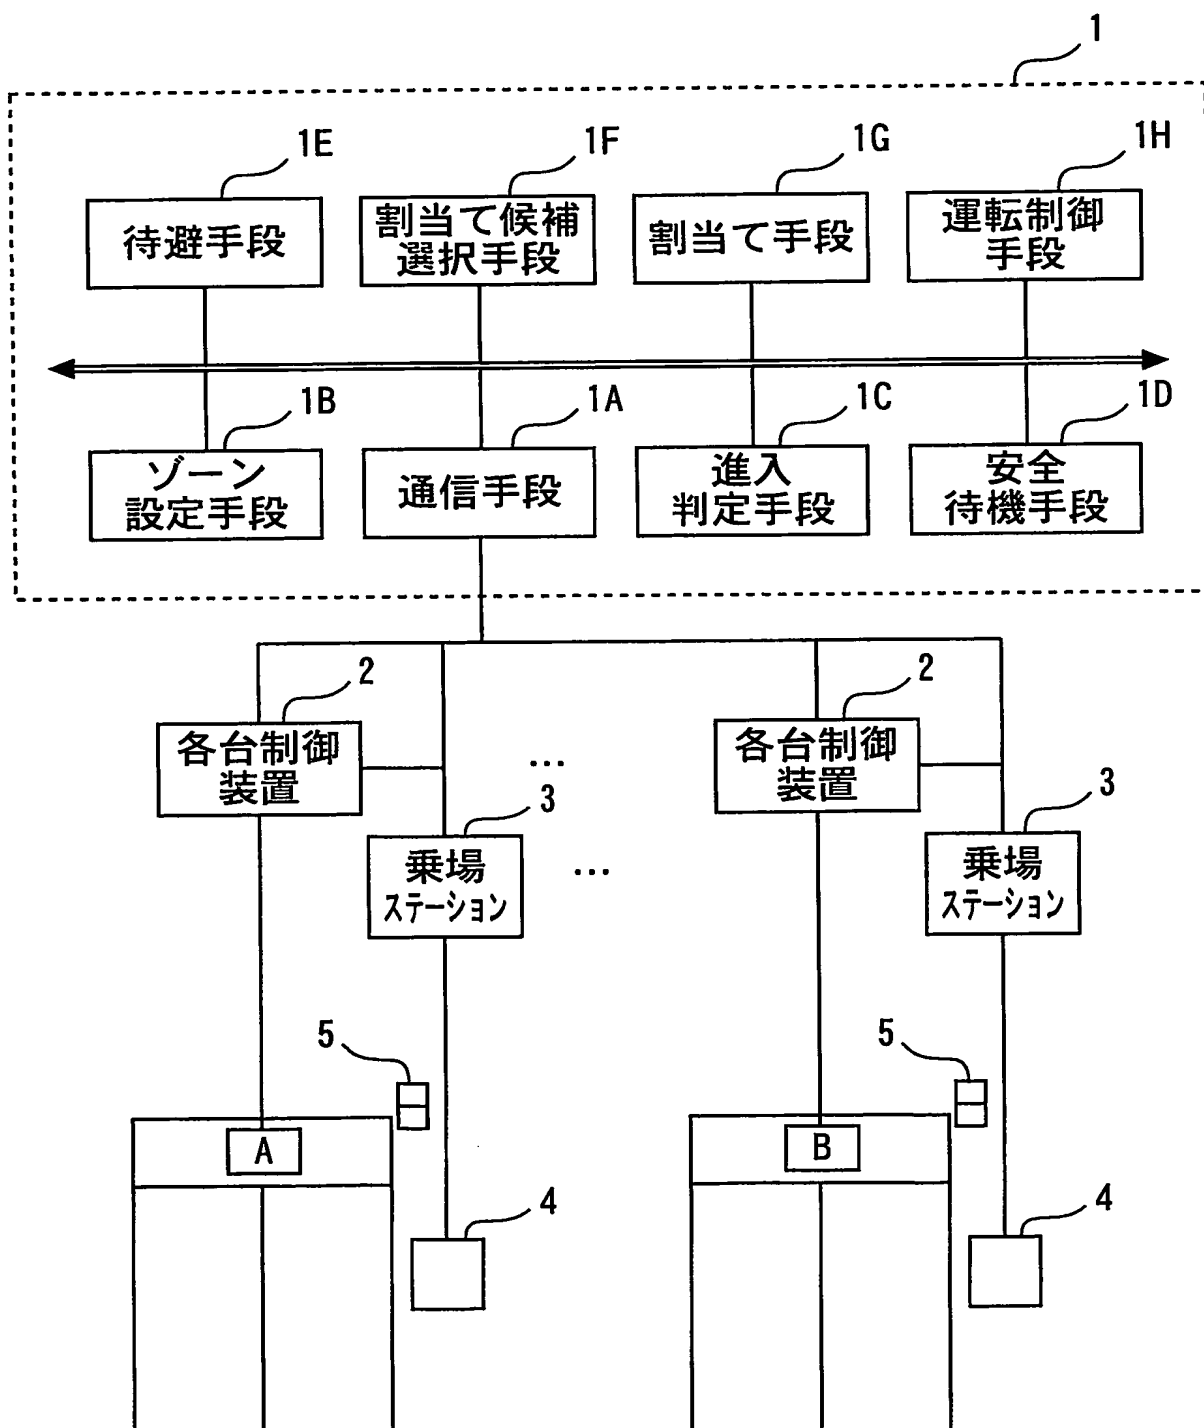 1
1E
1F
1G
1H
待避手段
割当て候補
選択手段
割当て手段
運転制御
手段
1B
1A
1C
1D
ゾーン
設定手段
通信手段
進入
判定手段
安全
待機手段
2
2
各台制御
装置
…
各台制御
装置
3
3
乗場
ステーション
…
乗場
ステーション
5
5
A
B
4
4